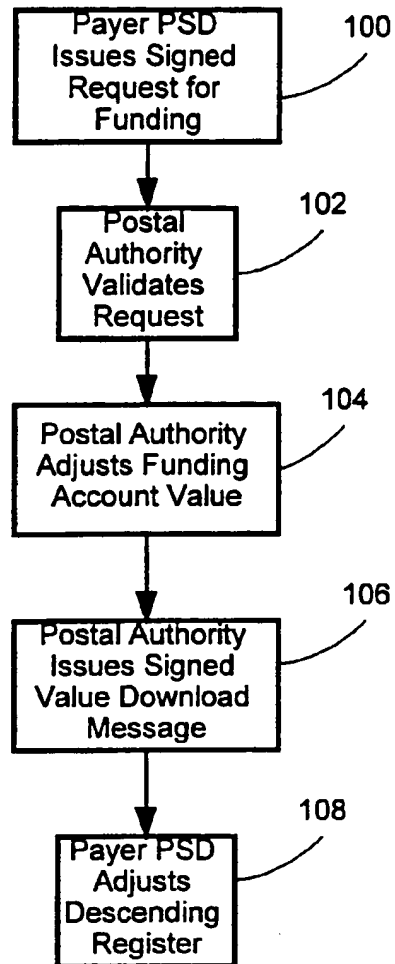 Payer PSD
Issues Signed
Request for
Funding
100
Postal
Authority
Validates
Request
102
Postal Authority
Adjusts Funding
Account Value
104
Postal Authority
Issues Signed
Value Download
Message
106
Payer PSD
Adjusts
Descending
Register
108